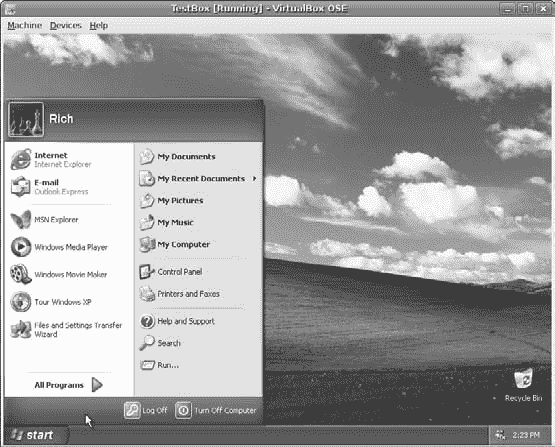 TestBox [Running] - VirtualBox OSE
Machine Devices Help
Rich
Internet
Internet Explorer
E-mail
Outlook Express
MSN Explorer
Windows Media Player
Windows Movie Maker
Tour Windows XP
Files and Settings Transfer
Wizard
All Programs
My Documents
My Recent Documents
My Pictures
My Music
My Computer
Control Panel
Printers and Faxes
Help and Support
Search
Run...
Log Off
Turn Off Computer
Recycle Bin
start
2:23 PM